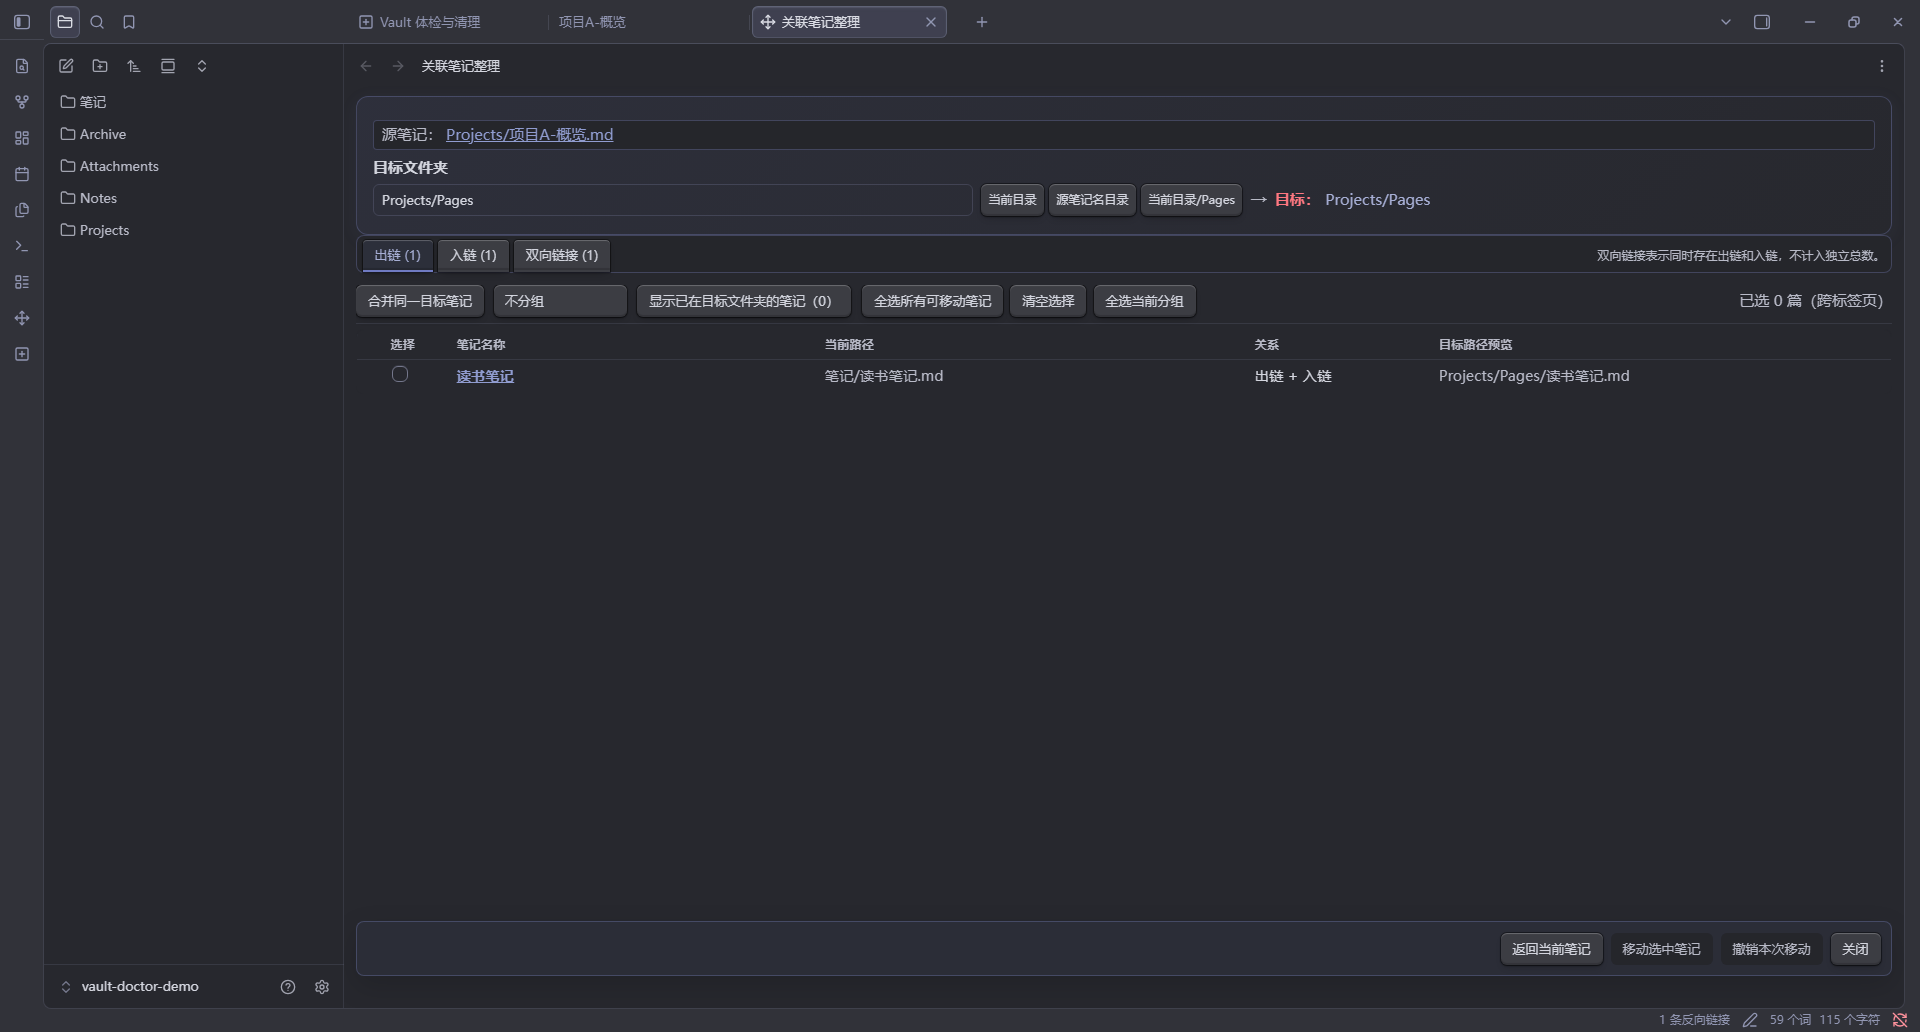 Vault 体检与清理
项目A-概览
关联笔记整理
关联笔记整理
笔记
Archive
Attachments
Notes
Projects
源笔记： Projects/项目A-概览.md
目标文件夹
Projects/Pages 当前目录 源笔记名目录 当前目录/Pages → 目标： Projects/Pages
出链 (1) 入链 (1) 双向链接 (1) 双向链接表示同时存在出链和入链，不计入独立总数。
合并同一目标笔记 不分组 显示已在目标文件夹的笔记（0） 全选所有可移动笔记 清空选择 全选当前分组 已选 0 篇（跨标签页）
选择 笔记名称 当前路径 关系 目标路径预览
读书笔记 笔记/读书笔记.md 出链 + 入链 Projects/Pages/读书笔记.md
返回当前笔记 移动选中笔记 撤销本次移动 关闭
vault-doctor-demo
1 条反向链接 59 个词 115 个字符